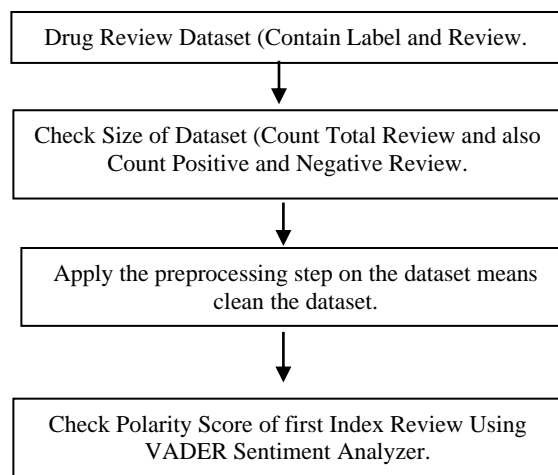 Drug Review Dataset (Contain Label and Review.
Check Size of Dataset (Count Total Review and also
Count Positive and Negative Review.
Apply the preprocessing step on the dataset means
clean the dataset.
Check Polarity Score of first Index Review Using
VADER Sentiment Analyzer.